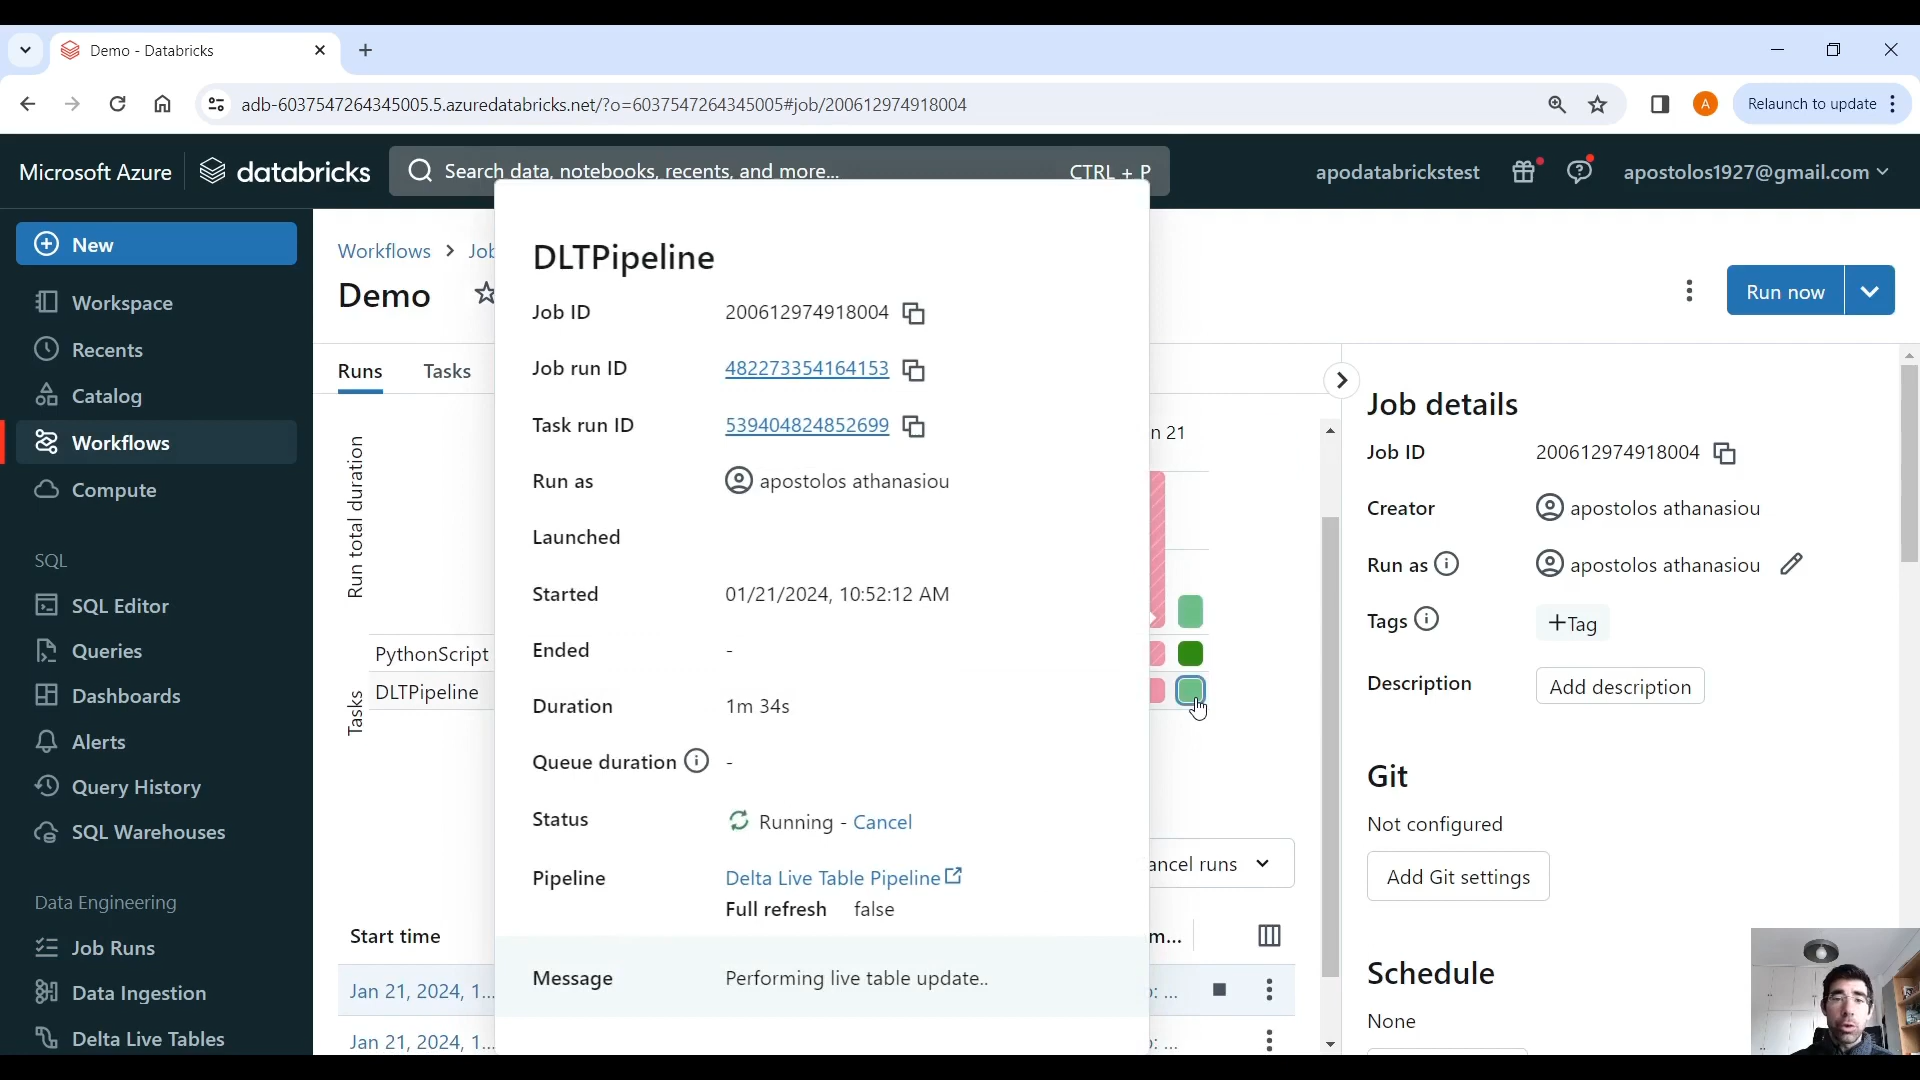 Demo - Databricks
adb-6037547264345005.5.azuredatabricks.net/?o=6037547264345005#job/200612974918004
A
Relaunch to update
Microsoft Azure
databricks
Search data, notebooks, recents, and more...
CTRL + P
apodatabrickstest
apostolos1927@gmail.com
New
Workspace
Recents
Catalog
Workflows
Compute
SQL
SQL Editor
Queries
Dashboards
Alerts
Query History
SQL Warehouses
Data Engineering
Job Runs
Data Ingestion
Delta Live Tables
Workflows > Job
Demo
Runs
Tasks
Run total duration
n 21
PythonScript
DLTPipeline
Tasks
ancel runs
Start time
m...
Jan 21, 2024, 1...
: ...
Jan 21, 2024, 1...
: ...
DLTPipeline
Job ID 200612974918004
Job run ID 482273354164153
Task run ID 539404824852699
Run as apostolos athanasiou
Launched
Started 01/21/2024, 10:52:12 AM
Ended -
Duration 1m 34s
Queue duration -
Status Running - Cancel
Pipeline Delta Live Table Pipeline
Full refresh false
Message Performing live table update..
Run now
Job details
Job ID 200612974918004
Creator apostolos athanasiou
Run as apostolos athanasiou
Tags +Tag
Description Add description
Git
Not configured
Add Git settings
Schedule
None